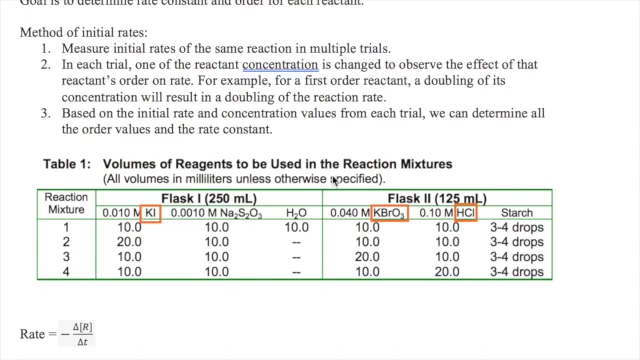 Goal is to determine rate constant and order for each reactant.
Method of initial rates:
1. Measure initial rates of the same reaction in multiple trials.
2. In each trial, one of the reactant concentration is changed to observe the effect of that
reactant's order on rate. For example, for a first order reactant, a doubling of its
concentration will result in a doubling of the reaction rate.
3. Based on the initial rate and concentration values from each trial, we can determine all
the order values and the rate constant.
Table 1: Volumes of Reagents to be Used in the Reaction Mixtures
(All volumes in milliliters unless otherwise specified).
Reaction Mixture Flask I (250 mL) Flask II (125 mL)
0.010 M KI 0.0010 M Na₂S₂O₃ H₂O 0.040 M KBrO₃ 0.10 M HCl Starch
1 10.0 10.0 10.0 10.0 10.0 3-4 drops
2 20.0 10.0 -- 10.0 10.0 3-4 drops
3 10.0 10.0 -- 20.0 10.0 3-4 drops
4 10.0 10.0 -- 10.0 20.0 3-4 drops
Rate = − Δ[R]/Δt